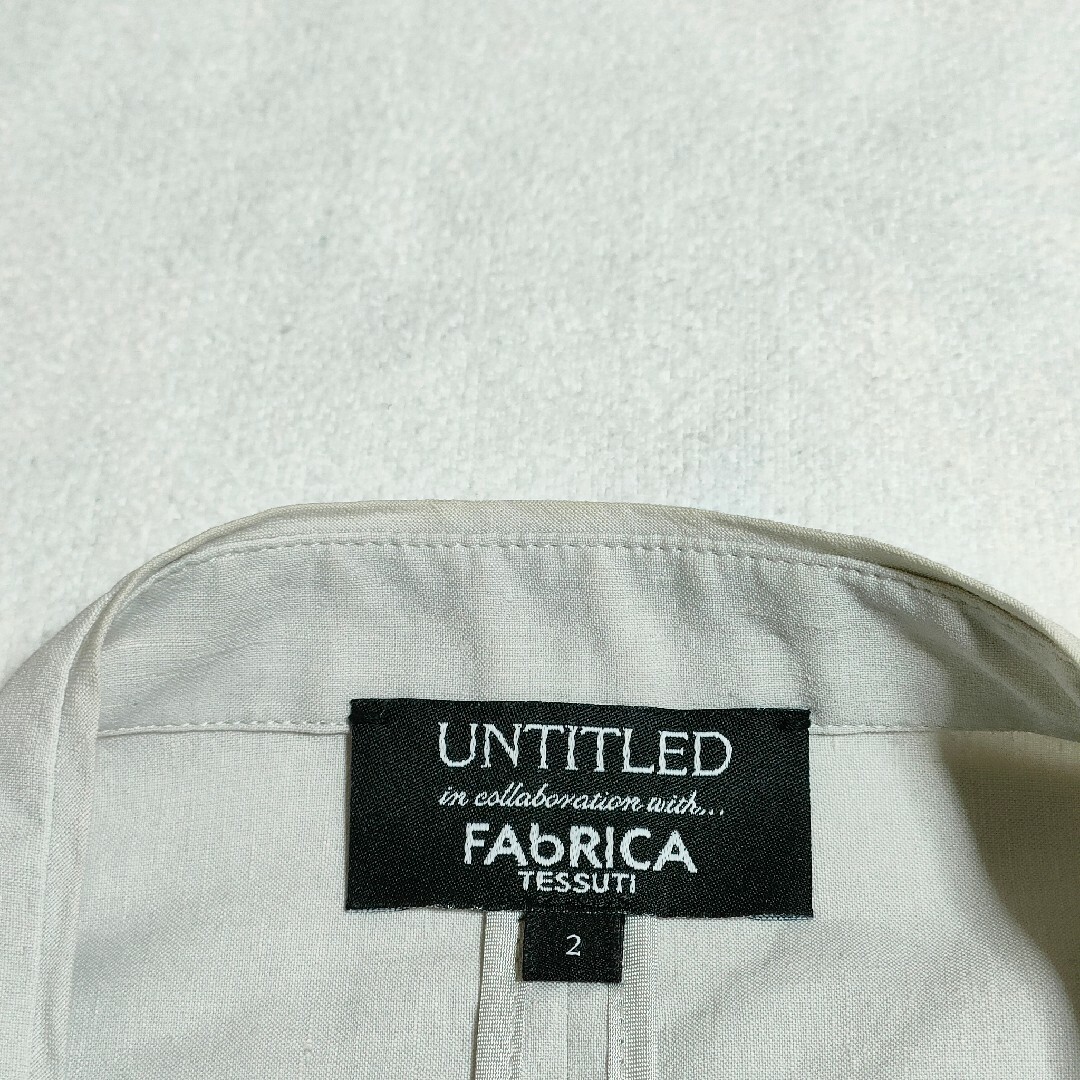 UNTITLED
in collaboration with...
FAbRICA
TESSUTI
2